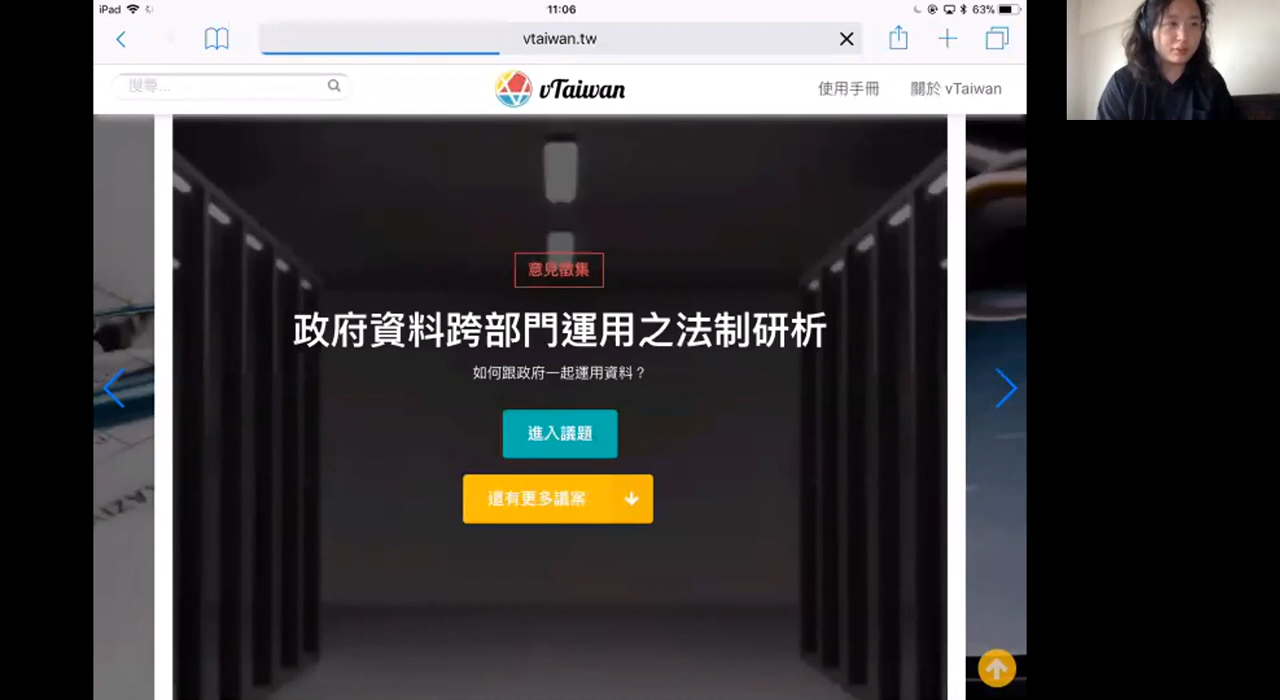 iPad
11:06
63%
vtaiwan.tw
搜尋...
vTaiwan
使用手冊
關於 vTaiwan
意見徵集
政府資料跨部門運用之法制研析
如何跟政府一起運用資料？
進入議題
還有更多議案